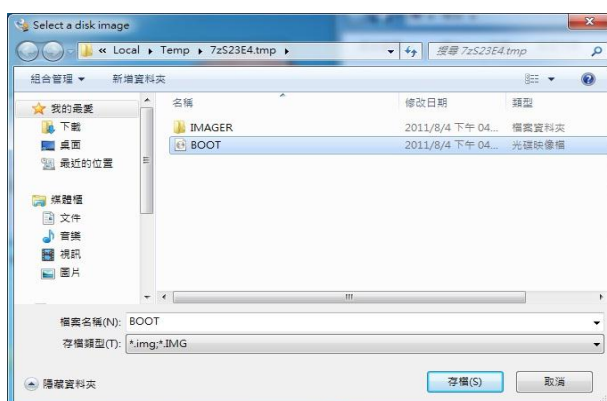 Select a disk image
« Local ▸ Temp ▸ 7zS23E4.tmp ▸
搜尋 7zS23E4.tmp
組合管理 ▼ 新增資料夾
我的最愛
下載
桌面
最近的位置
媒體櫃
文件
音樂
視訊
圖片
名稱 修改日期 類型
IMAGER 2011/8/4 下午 04... 檔案資料夾
BOOT 2011/8/4 下午 04... 光碟映像檔
檔案名稱(N): BOOT
存檔類型(T): *.img;*.IMG
隱藏資料夾
存檔(S) 取消